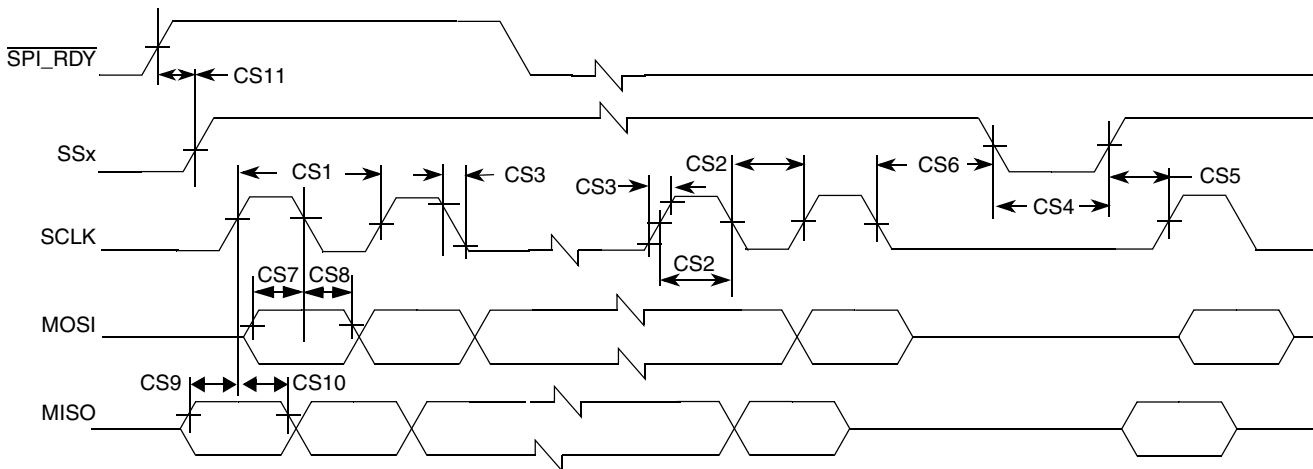 SPI_RDY
CS11
SSx
CS1
CS3
CS2
CS6
CS5
CS3
CS4
SCLK
CS2
CS7
CS8
MOSI
CS9
CS10
MISO